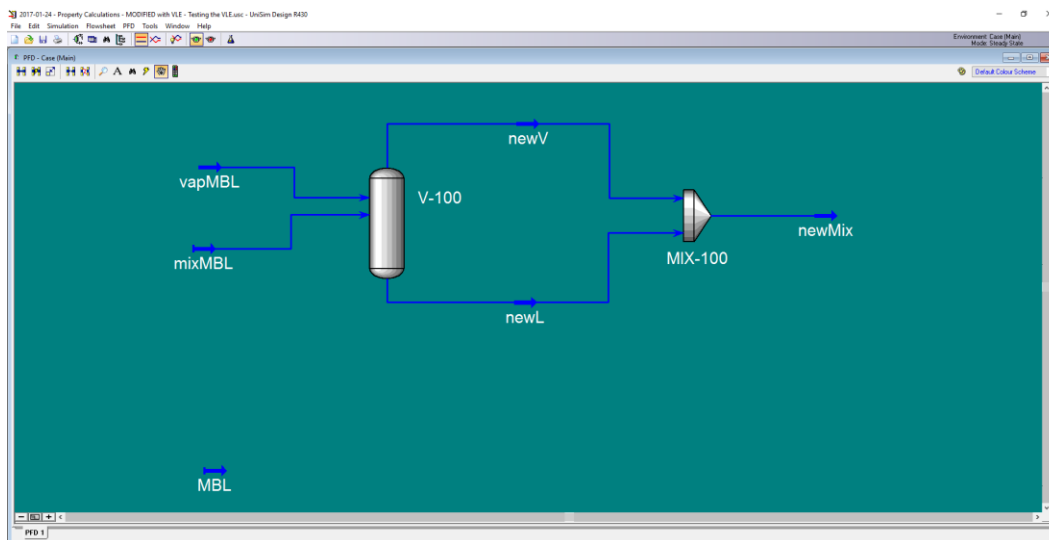 2017-01-24 - Property Calculations - MODIFIED with VLE - Testing the VLE.usc - UniSim Design R430
File Edit Simulation Flowsheet PFD Tools Window Help
Environment: Case (Main)
Mode: Steady State
PFD - Case (Main)
A
Default Colour Scheme
newV
vapMBL
V-100
newMix
mixMBL
MIX-100
newL
MBL
PFD 1